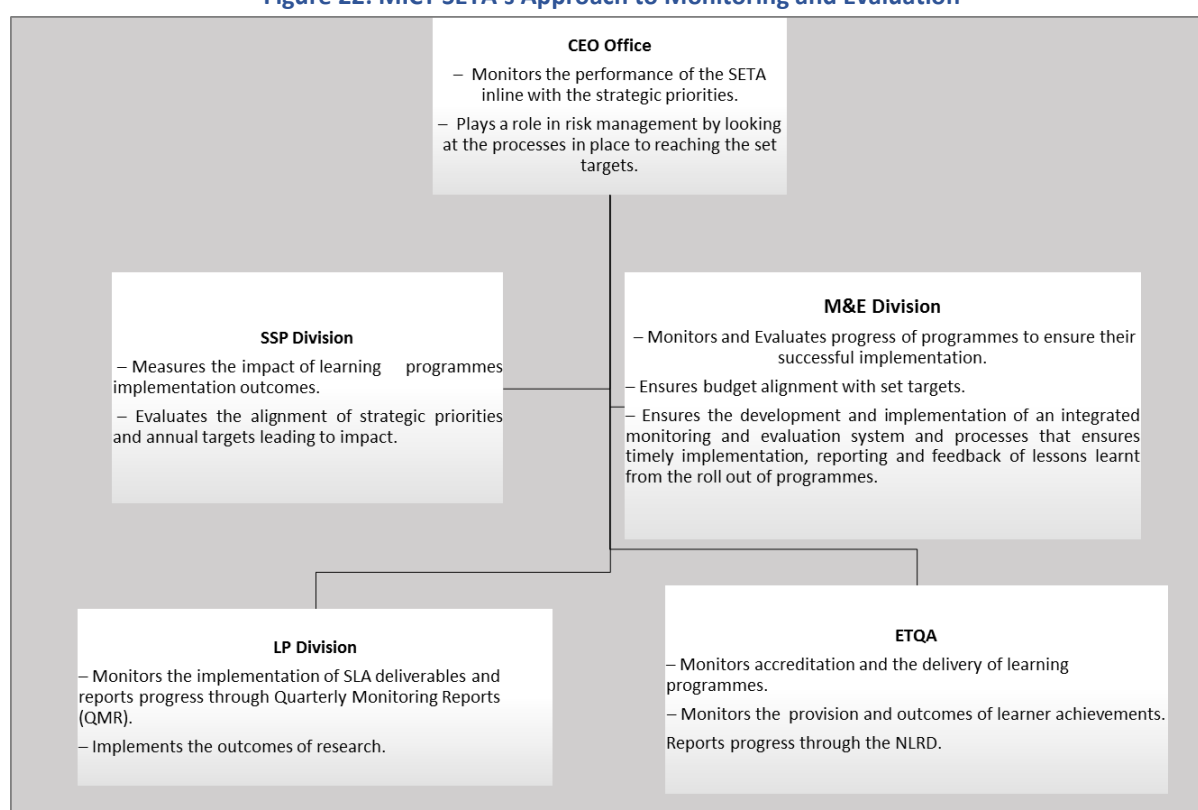 Figure 22: MICT SETA's Approach to Monitoring and Evaluation
CEO Office
– Monitors the performance of the SETA
inline with the strategic priorities.
– Plays a role in risk management by looking
at the processes in place to reaching the set
targets.
SSP Division
– Measures the impact of learning programmes
implementation outcomes.
– Evaluates the alignment of strategic priorities
and annual targets leading to impact.
M&E Division
– Monitors and Evaluates progress of programmes to ensure their
successful implementation.
– Ensures budget alignment with set targets.
– Ensures the development and implementation of an integrated
monitoring and evaluation system and processes that ensures
timely implementation, reporting and feedback of lessons learnt
from the roll out of programmes.
LP Division
– Monitors the implementation of SLA deliverables and
reports progress through Quarterly Monitoring Reports
(QMR).
– Implements the outcomes of research.
ETQA
– Monitors accreditation and the delivery of learning
programmes.
– Monitors the provision and outcomes of learner achievements.
Reports progress through the NLRD.